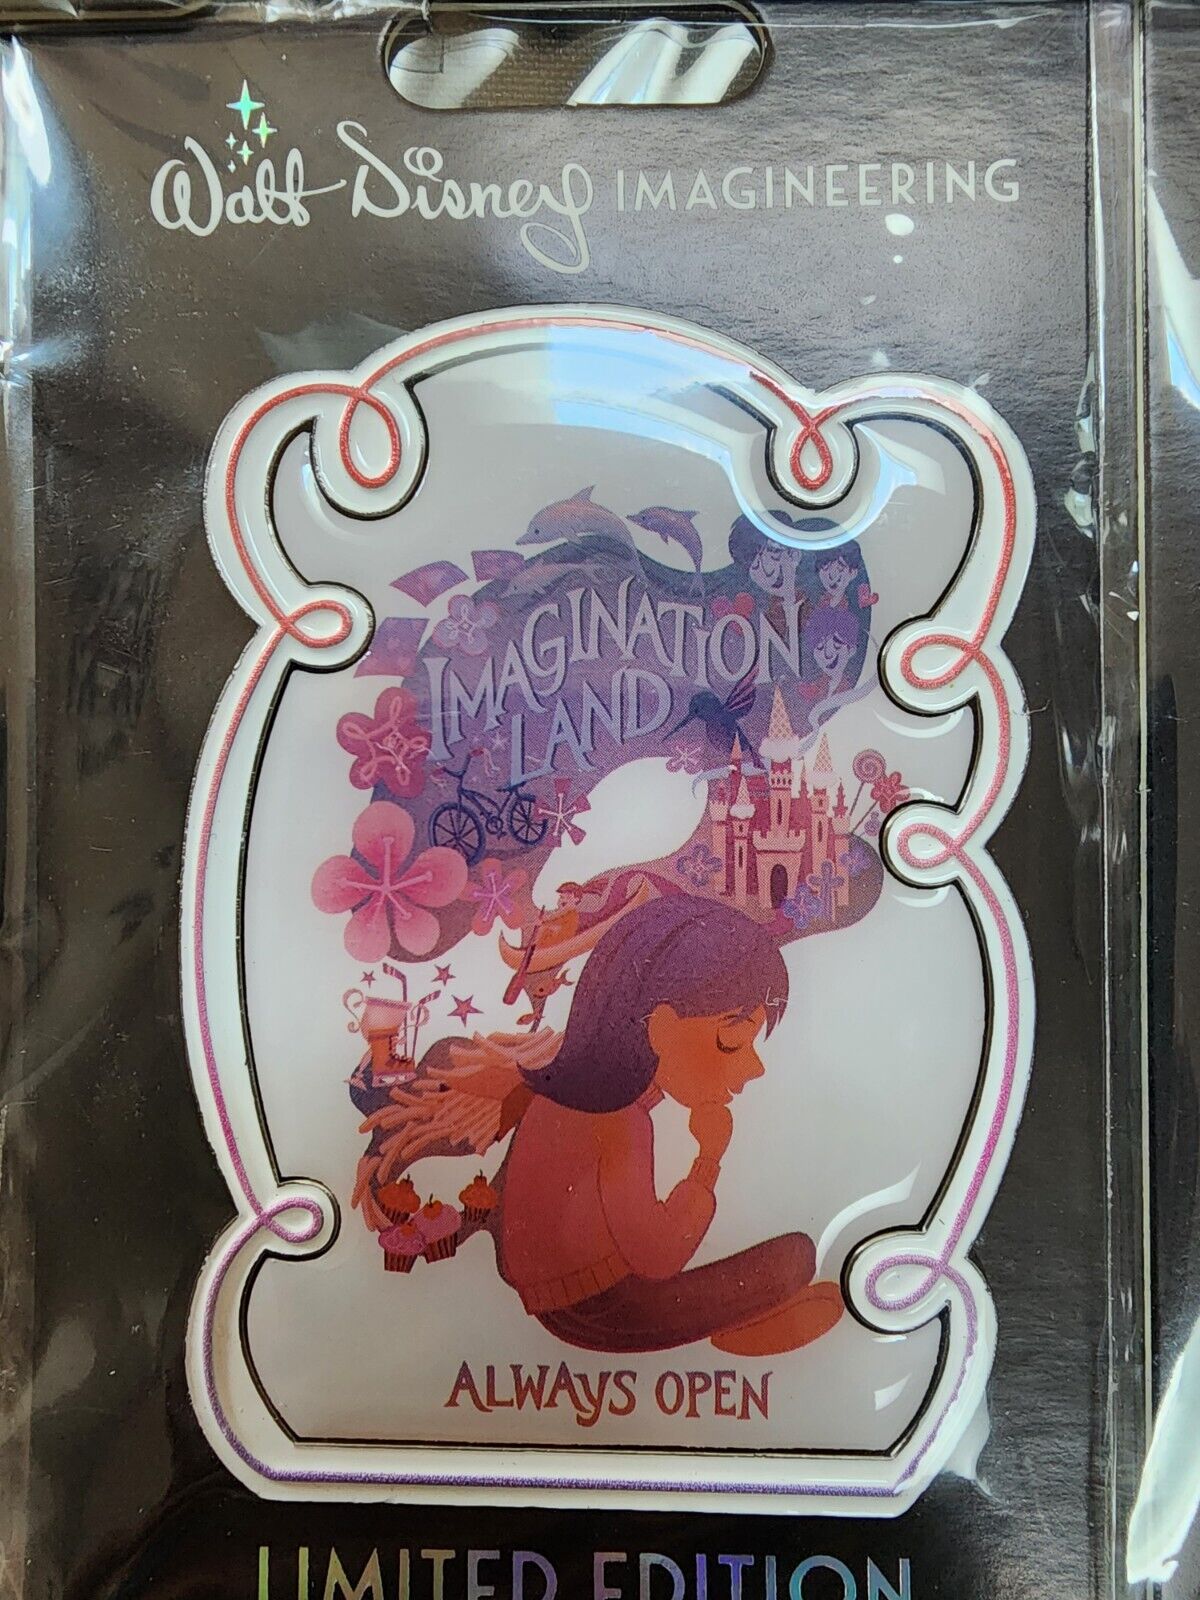 Walt Disney IMAGINEERING
IMAGINATION
LAND
ALWAYS OPEN
LIMITED EDITION